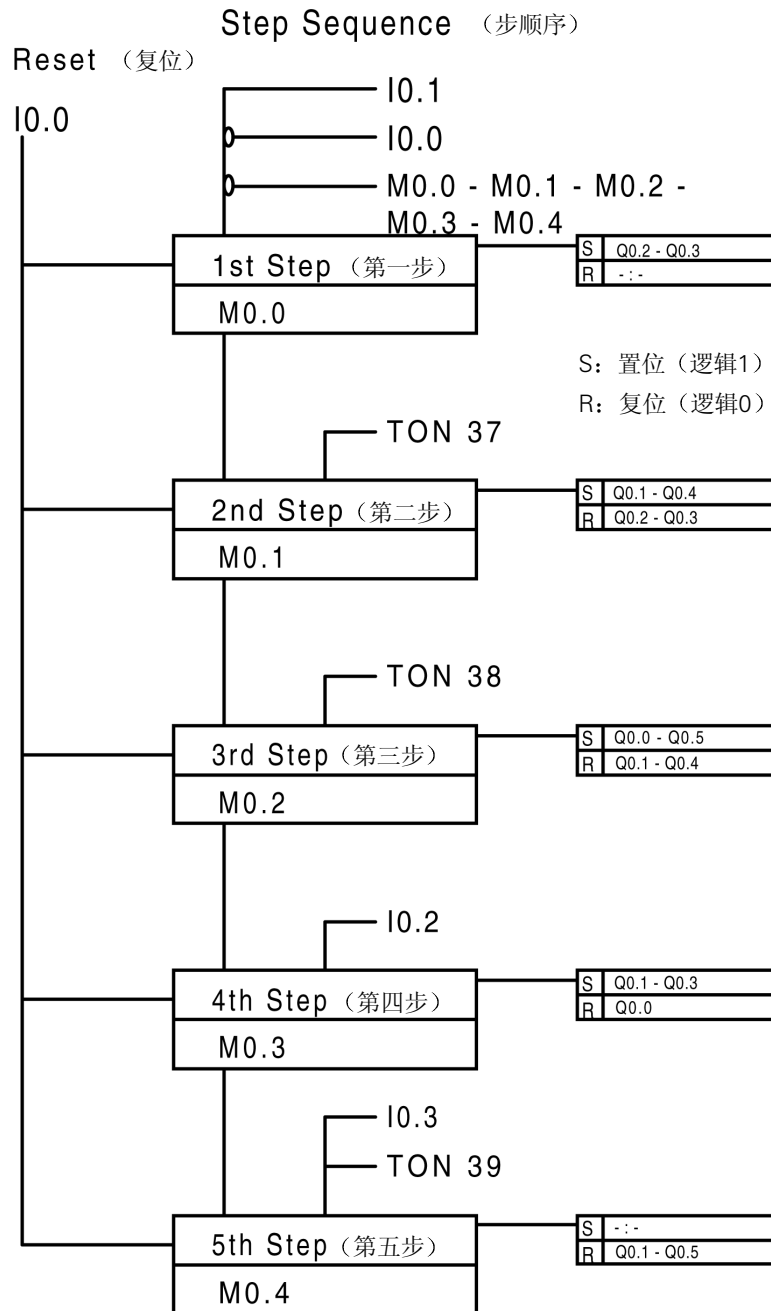 Step Sequence （步顺序）
Reset （复位）
I0.0
I0.1
I0.0
M0.0 - M0.1 - M0.2 -
M0.3 - M0.4
1st Step （第一步）
M0.0
S Q0.2 - Q0.3
R - : -
S：置位（逻辑1）
R：复位（逻辑0）
TON 37
2nd Step （第二步）
M0.1
S Q0.1 - Q0.4
R Q0.2 - Q0.3
TON 38
3rd Step （第三步）
M0.2
S Q0.0 - Q0.5
R Q0.1 - Q0.4
I0.2
4th Step （第四步）
M0.3
S Q0.1 - Q0.3
R Q0.0
I0.3
TON 39
5th Step （第五步）
M0.4
S - : -
R Q0.1 - Q0.5